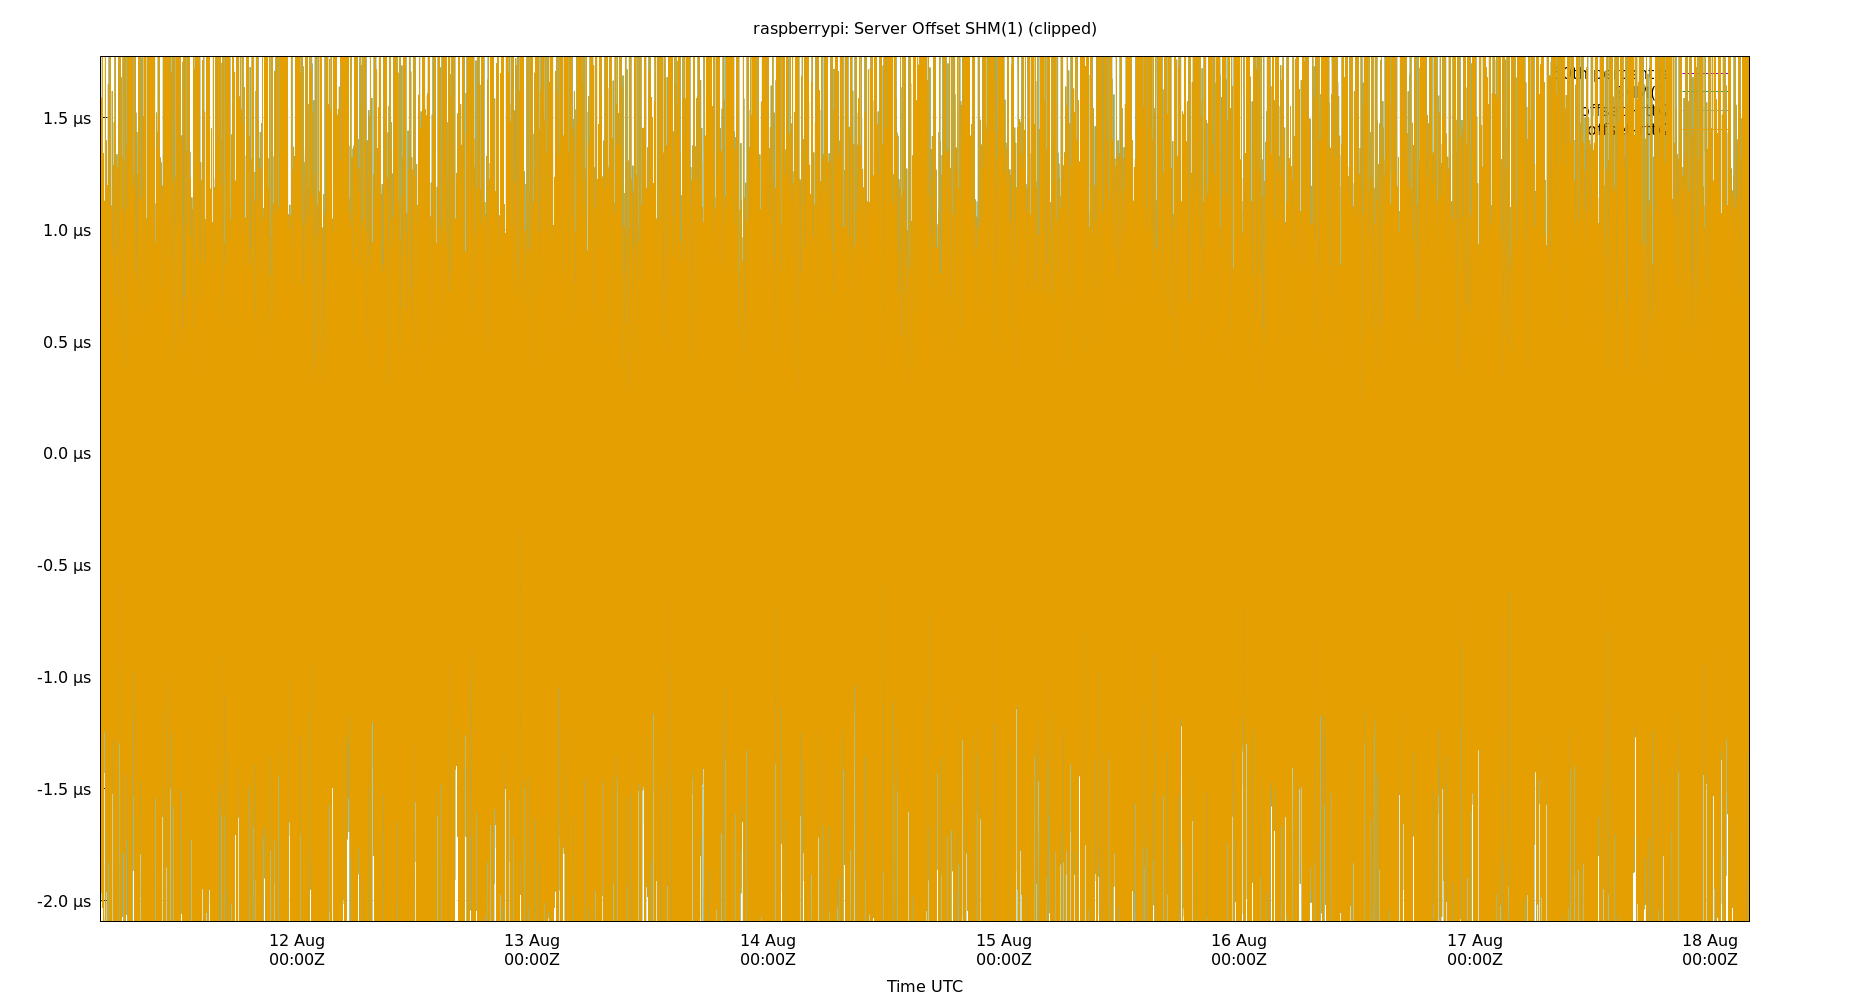 raspberrypi: Server Offset SHM(1) (clipped)
1.5 µs
1.0 µs
0.5 µs
0.0 µs
-0.5 µs
-1.0 µs
-1.5 µs
-2.0 µs
12 Aug 13 Aug 14 Aug 15 Aug 16 Aug 17 Aug 18 Aug
00:00Z 00:00Z 00:00Z 00:00Z 00:00Z 00:00Z 00:00Z
Time UTC